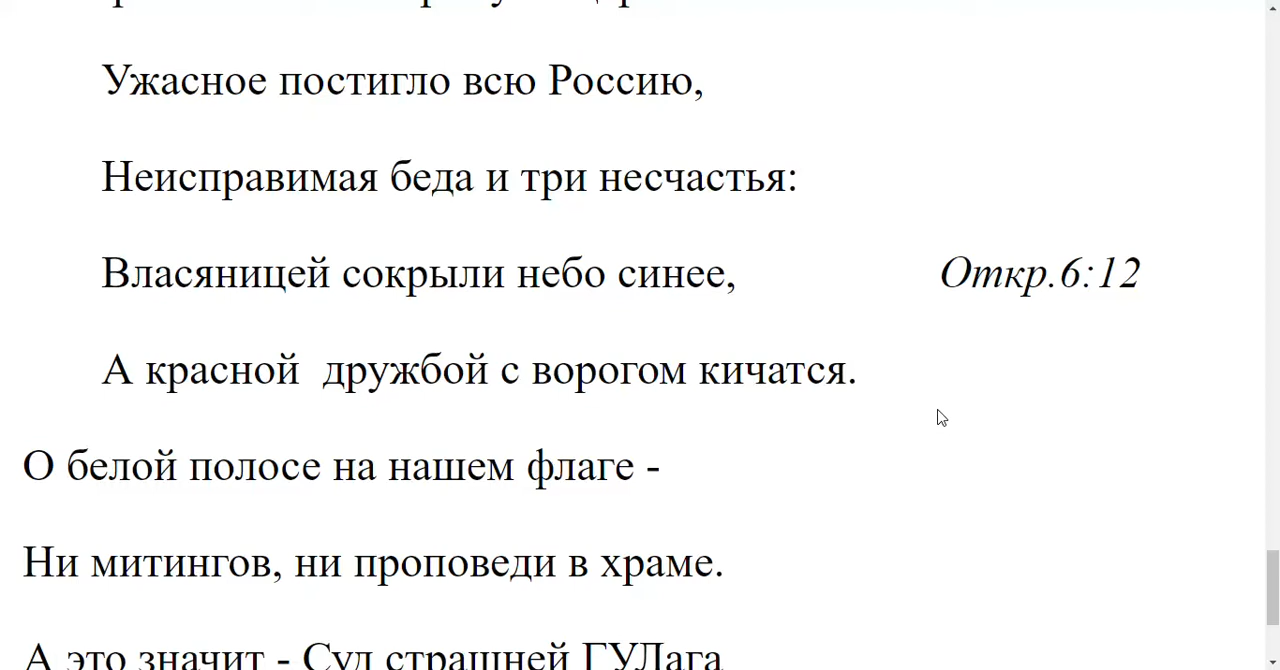 Ужасное постигло всю Россию,
Неисправимая беда и три несчастья:
Власяницей сокрыли небо синее, Откр.6:12
А красной дружбой с ворогом кичатся.
О белой полосе на нашем флаге -
Ни митингов, ни проповеди в храме.
А это значит - Суд страшней ГУЛага